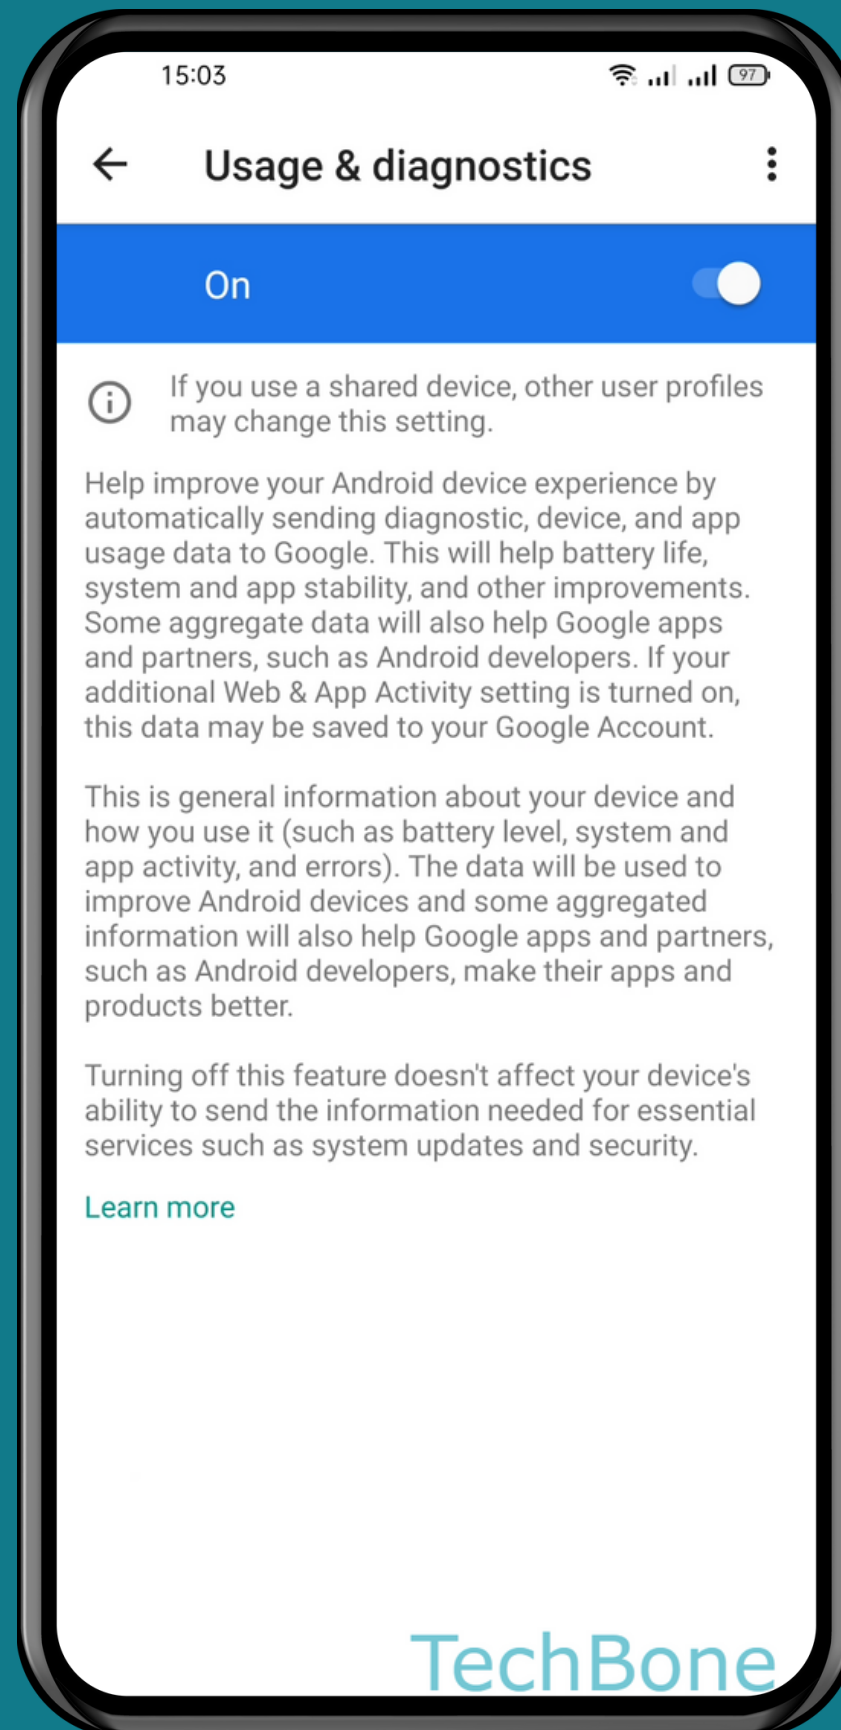 15:03
97
Usage & diagnostics
On
If you use a shared device, other user profiles
may change this setting.
Help improve your Android device experience by
automatically sending diagnostic, device, and app
usage data to Google. This will help battery life,
system and app stability, and other improvements.
Some aggregate data will also help Google apps
and partners, such as Android developers. If your
additional Web & App Activity setting is turned on,
this data may be saved to your Google Account.
This is general information about your device and
how you use it (such as battery level, system and
app activity, and errors). The data will be used to
improve Android devices and some aggregated
information will also help Google apps and partners,
such as Android developers, make their apps and
products better.
Turning off this feature doesn't affect your device's
ability to send the information needed for essential
services such as system updates and security.
Learn more
TechBone